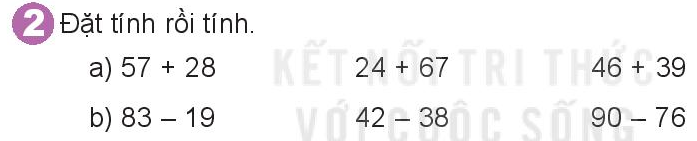 2 Đặt tính rồi tính.
a) 57 + 28 24 + 67 46 + 39
b) 83 – 19 42 – 38 90 – 76
KẾT NỐI TRI THỨC
VỚI CUỘC SỐNG